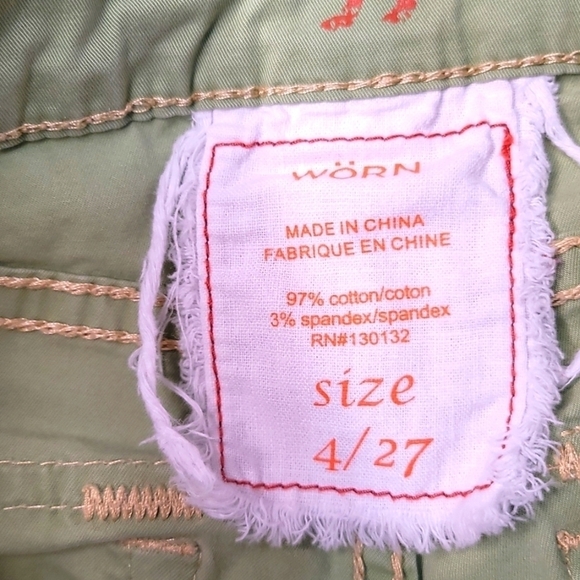 WÖRN
MADE IN CHINA
FABRIQUE EN CHINE
97% cotton/coton
3% spandex/spandex
RN#130132
size
4/27